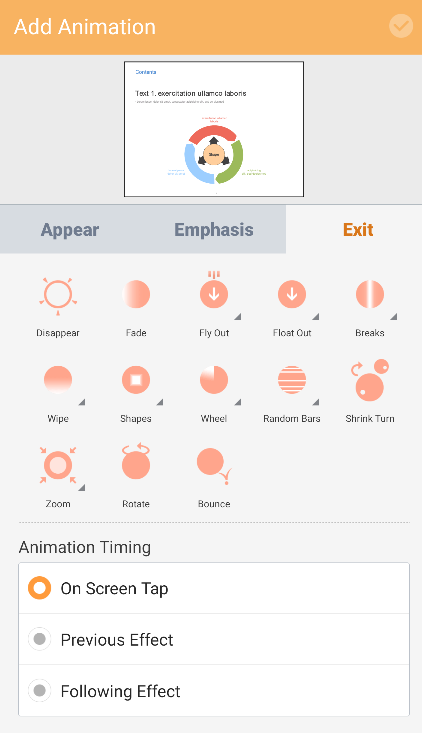 Add Animation
Contents
Text 1. exercitation ullamco laboris
Appear Emphasis Exit
Disappear Fade Fly Out Float Out Breaks
Wipe Shapes Wheel Random Bars Shrink Turn
Zoom Rotate Bounce
Animation Timing
On Screen Tap
Previous Effect
Following Effect